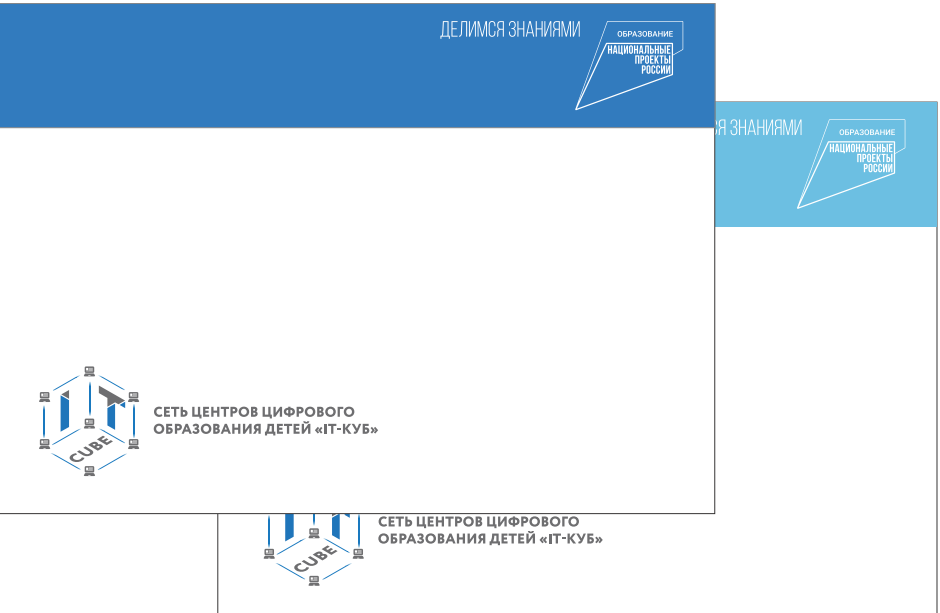 ДЕЛИМСЯ ЗНАНИЯМИ
ОБРАЗОВАНИЕ
НАЦИОНАЛЬНЫЕ
ПРОЕКТЫ
РОССИИ
Я ЗНАНИЯМИ
ОБРАЗОВАНИЕ
НАЦИОНАЛЬНЫЕ
ПРОЕКТЫ
РОССИИ
IT
CUBE
СЕТЬ ЦЕНТРОВ ЦИФРОВОГО
ОБРАЗОВАНИЯ ДЕТЕЙ «IT-КУБ»
CUBE
СЕТЬ ЦЕНТРОВ ЦИФРОВОГО
ОБРАЗОВАНИЯ ДЕТЕЙ «IT-КУБ»